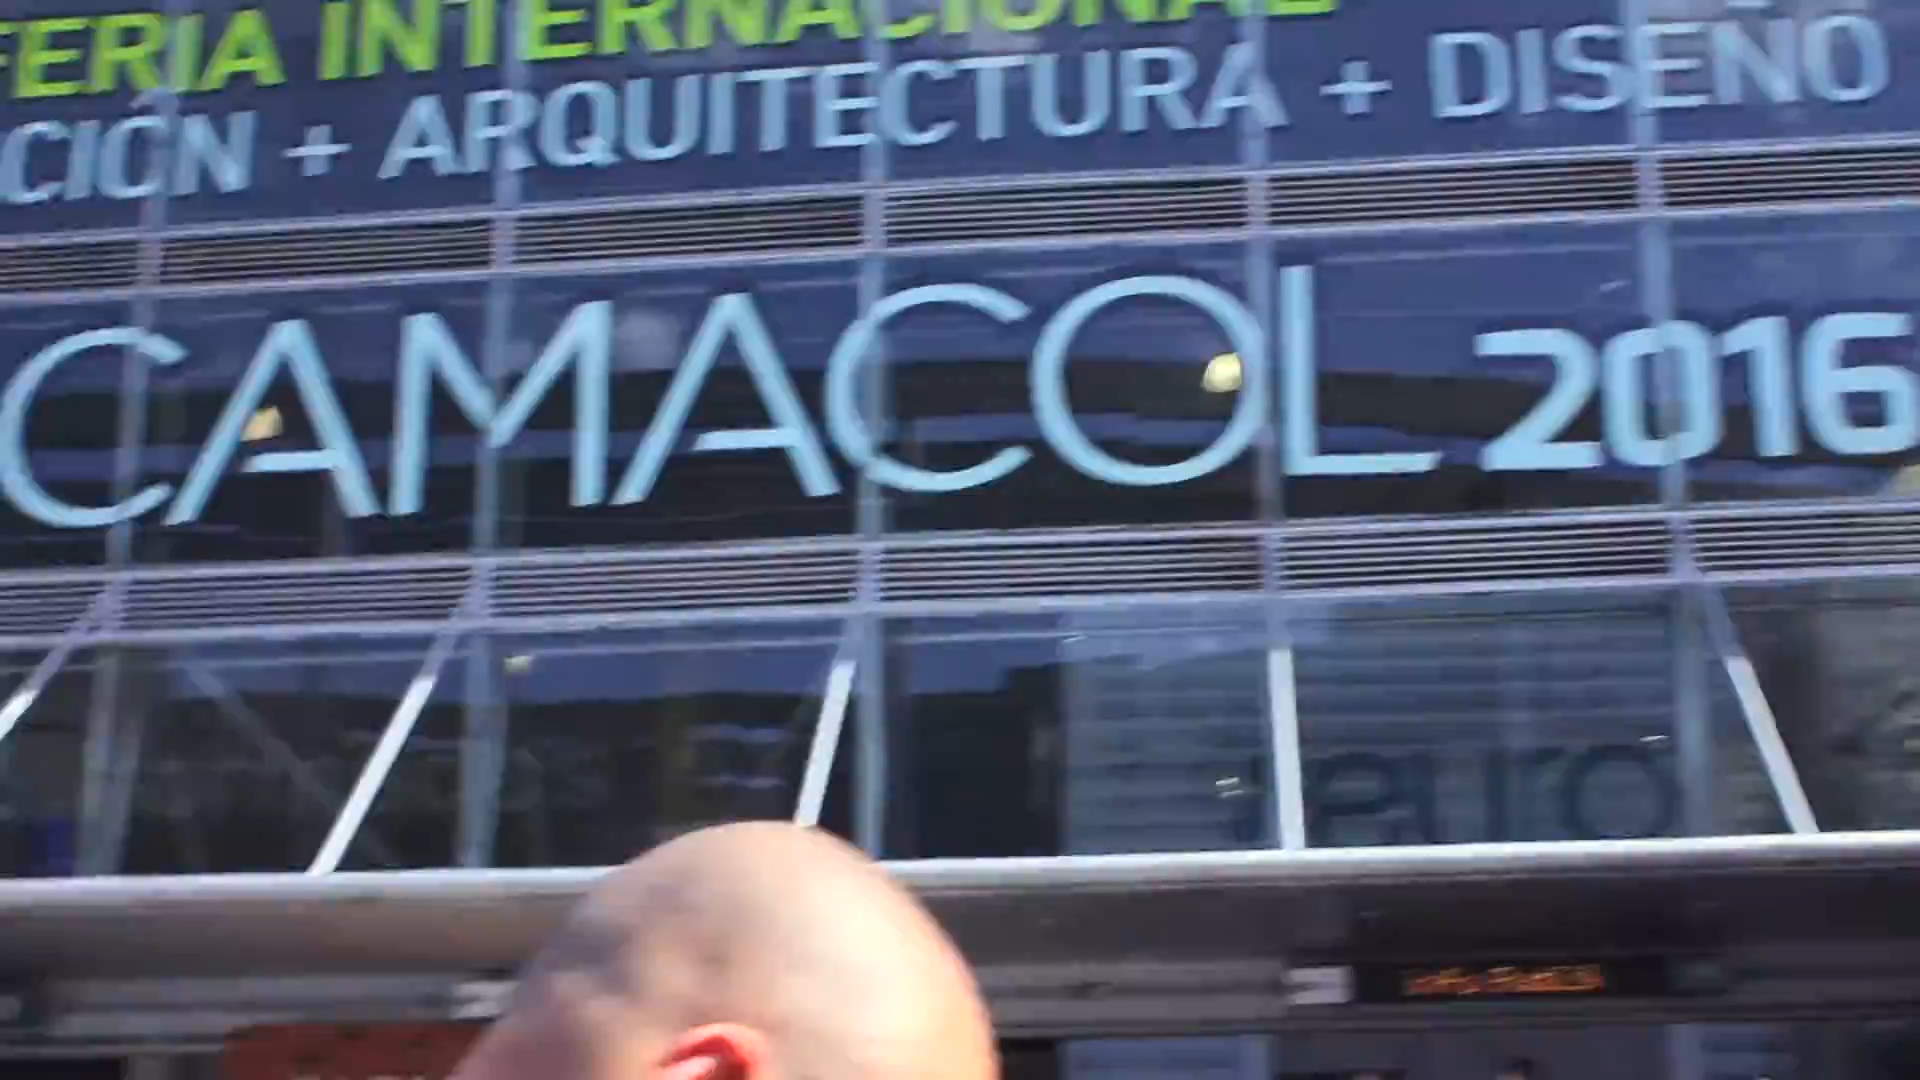 FERIA INTERNACIONAL
CIÓN + ARQUITECTURA + DISEÑO
CAMACOL 2016